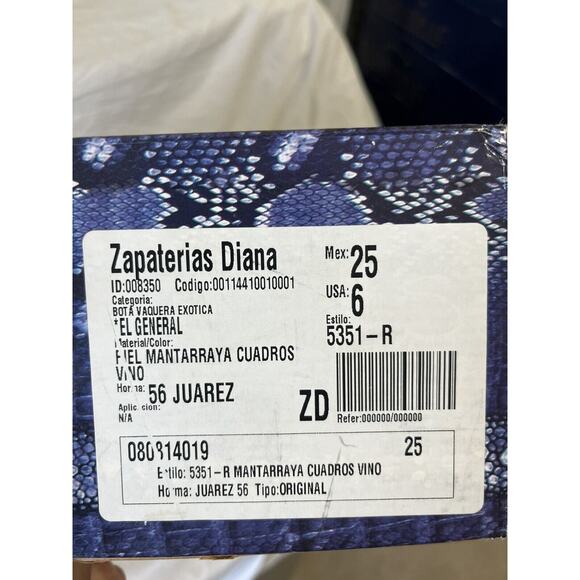 Zapaterias Diana
ID:008350 Codigo:00114410010001
Categoria:
BOTA VAQUERA EXOTICA
*EL GENERAL
Material/Color:
PIEL MANTARRAYA CUADROS
VINO
Horma: 56 JUAREZ
Aplicacion:
N/A
Mex: 25
USA: 6
Estilo:
5351-R
ZD
Refer:000000/000000
080814019 25
Estilo: 5351-R MANTARRAYA CUADROS VINO
Horma: JUAREZ 56 Tipo:ORIGINAL